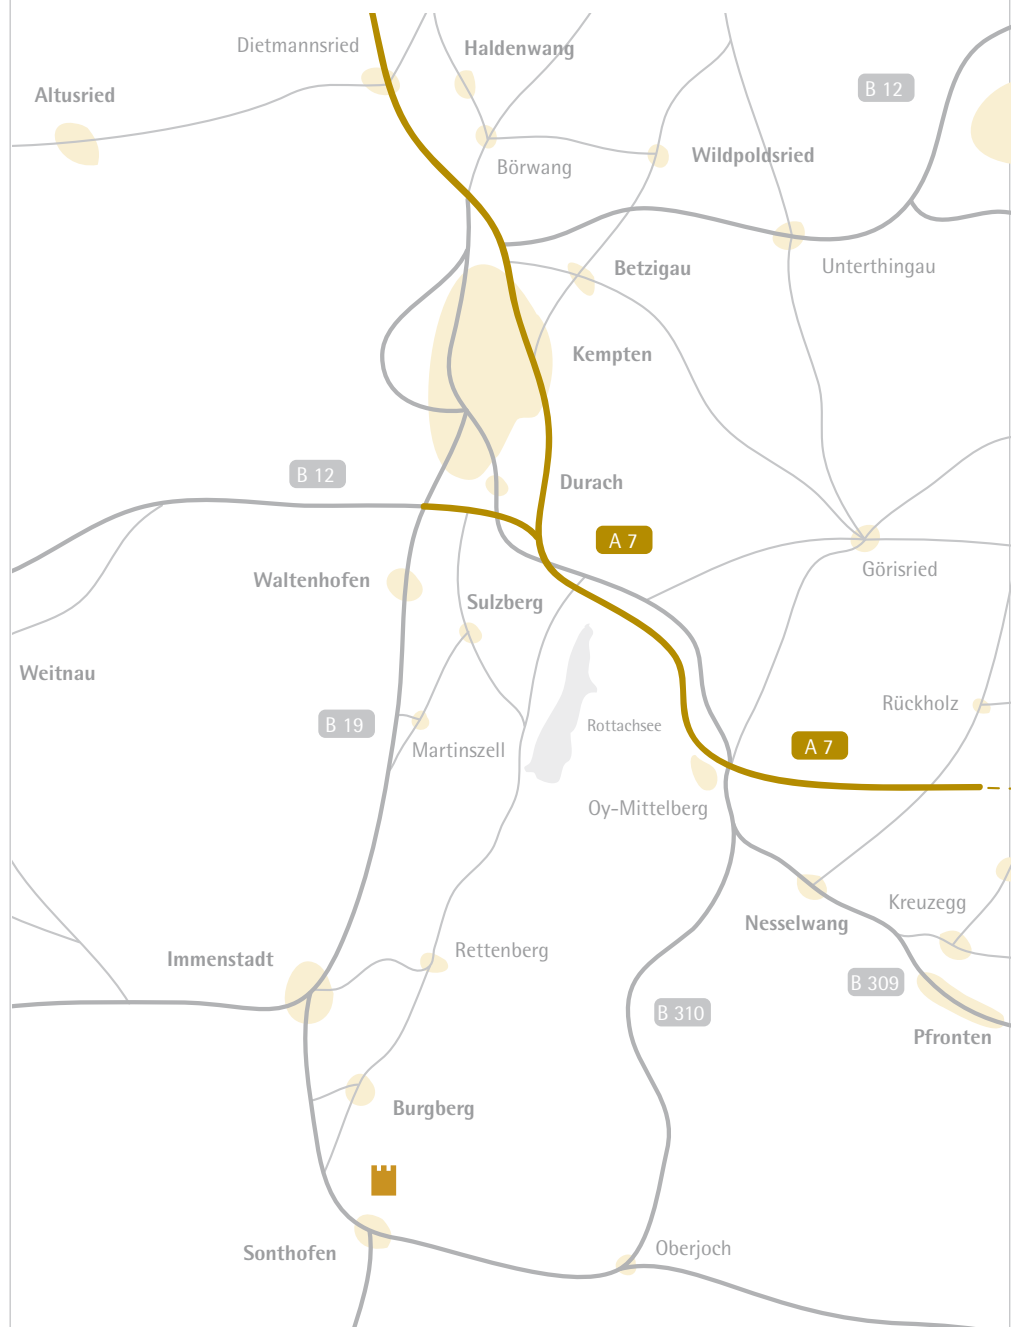 Dietmannsried
Haldenwang
B 12
Altusried
Wildpoldsried
Börwang
Betzigau
Unterthingau
Kempten
B 12
Durach
A 7
Görisried
Waltenhofen
Sulzberg
Weitnau
Rückholz
B 19
Rottachsee
Martinszell
A 7
Oy-Mittelberg
Kreuzegg
Nesselwang
Rettenberg
Immenstadt
B 309
B 310
Pfronten
Burgberg
Oberjoch
Sonthofen